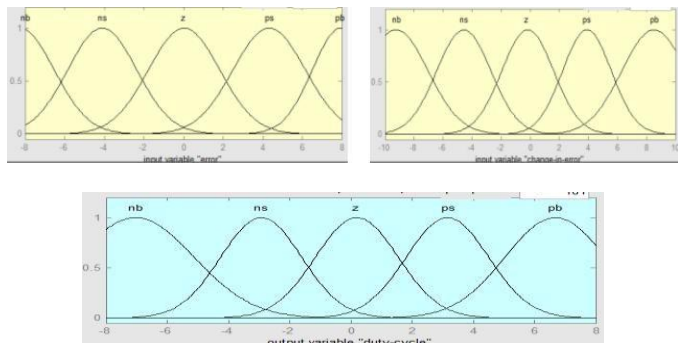 nb ns z ps pb
1
0.5
0
-8 -6 -4 -2 0 2 4 6 8
input variable "error"
nb ns z ps pb
1
0.5
0
-10 -8 -6 -4 -2 0 2 4 6 8 10
input variable "change-in-error"
nb ns z ps pb
1
0.5
0
-8 -6 -4 -2 0 2 4 6 8
output variable "duty-cycle"